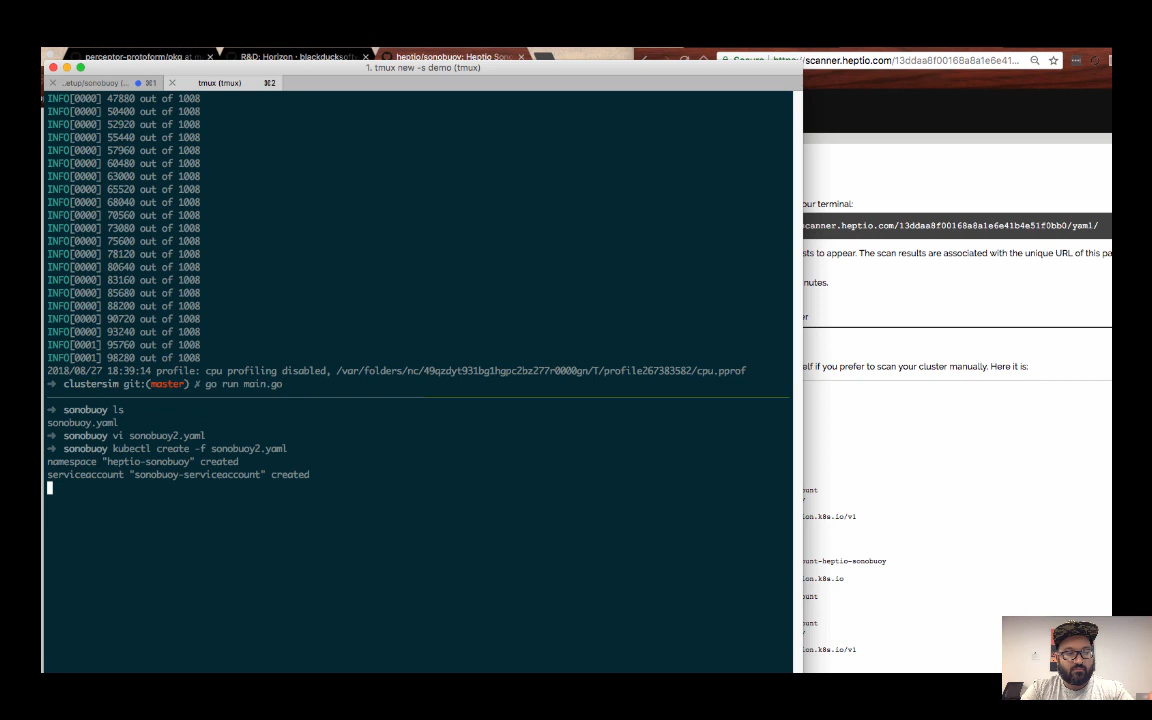 perceptor-protoform/pkg at m
R&D: Horizon · blackducksoft
heptio/sonobuoy: Heptio Sono
1. tmux new -s demo (tmux)
scanner.heptio.com/13ddaa8f00168a8a1e6e41...
..etup/sonobuoy (... ⌘1
tmux (tmux) ⌘2
INFO[0000] 47880 out of 1008
INFO[0000] 50400 out of 1008
INFO[0000] 52920 out of 1008
INFO[0000] 55440 out of 1008
INFO[0000] 57960 out of 1008
INFO[0000] 60480 out of 1008
INFO[0000] 63000 out of 1008
INFO[0000] 65520 out of 1008
INFO[0000] 68040 out of 1008
INFO[0000] 70560 out of 1008
INFO[0000] 73080 out of 1008
INFO[0000] 75600 out of 1008
INFO[0000] 78120 out of 1008
INFO[0000] 80640 out of 1008
INFO[0000] 83160 out of 1008
INFO[0000] 85680 out of 1008
INFO[0000] 88200 out of 1008
INFO[0000] 90720 out of 1008
INFO[0000] 93240 out of 1008
INFO[0001] 95760 out of 1008
INFO[0001] 98280 out of 1008
2018/08/27 18:39:14 profile: cpu profiling disabled, /var/folders/nc/49qzdyt931bg1hgpc2bz277r0000gn/T/profile267383582/cpu.pprof
➜ clustersim git:(master) ✗ go run main.go
➜ sonobuoy ls
sonobuoy.yaml
➜ sonobuoy vi sonobuoy2.yaml
➜ sonobuoy kubectl create -f sonobuoy2.yaml
namespace "heptio-sonobuoy" created
serviceaccount "sonobuoy-serviceaccount" created
our terminal:
scanner.heptio.com/13ddaa8f00168a8a1e6e41b4e51f0bb0/yaml/
sts to appear. The scan results are associated with the unique URL of this pa
nutes.
er
elf if you prefer to scan your cluster manually. Here it is:
ount
ion.k8s.io/v1
ount-heptio-sonobuoy
ion.k8s.io
ount
ount
ion.k8s.io/v1